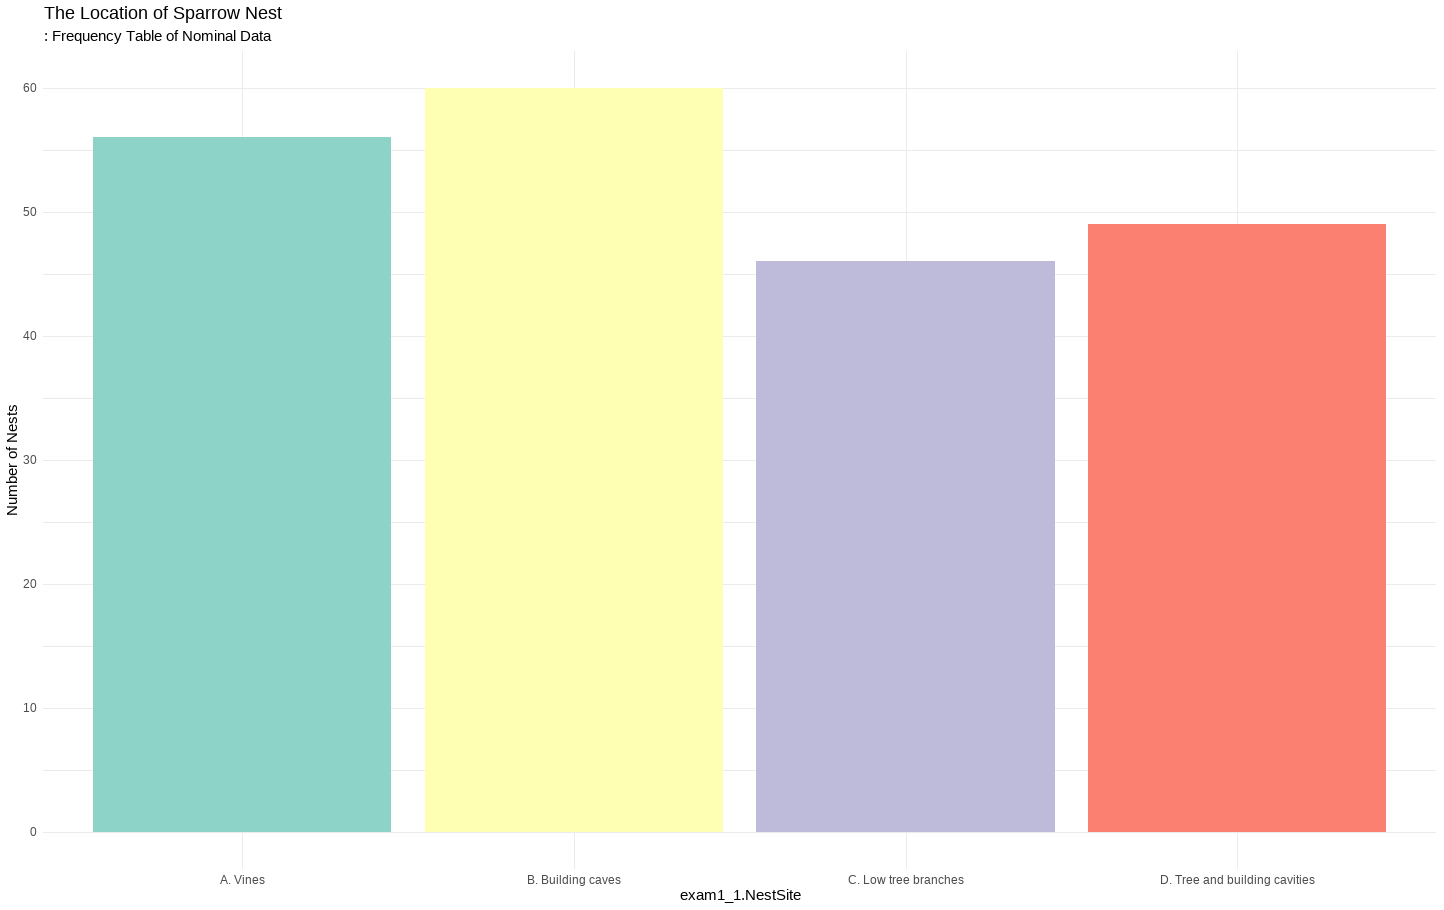 The Location of Sparrow Nest
: Frequency Table of Nominal Data
Number of Nests
60
50
40
30
20
10
0
A. Vines
B. Building caves
C. Low tree branches
D. Tree and building cavities
exam1_1.NestSite